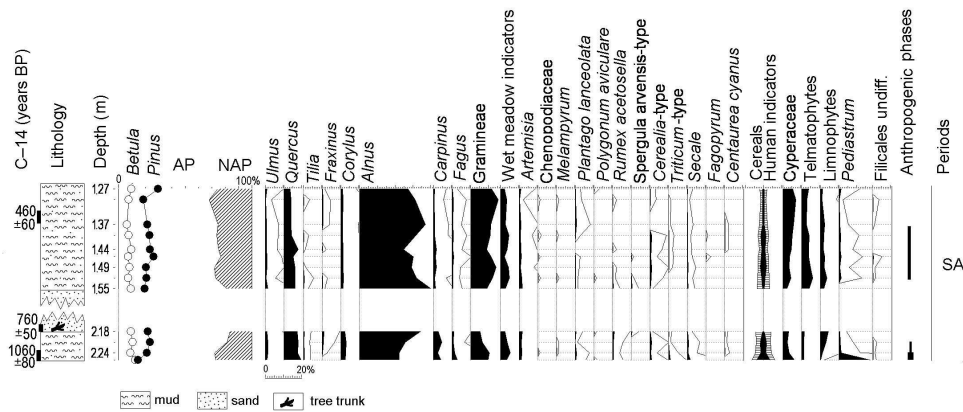 C–14 (years BP)
Lithology
Depth (m)
Betula
Pinus
AP
NAP
Ulmus
Quercus
Tilia
Fraxinus
Corylus
Alnus
Carpinus
Fagus
Gramineae
Wet meadow indicators
Artemisia
Chenopodiaceae
Melampyrum
Plantago lanceolata
Polygonum aviculare
Rumex acetosella
Spergula arvensis-type
Cerealia-type
Triticum -type
Secale
Fagopyrum
Centaurea cyanus
Cereals
Human indicators
Cyperaceae
Telmatophytes
Limnophytes
Pediastrum
Filicales undiff.
Anthropogenic phases
Periods
0
100%
1.27
460
±60
1.37
1.44
1.49
1.55
SA
760
±50
2.18
1060
±80
2.24
0 20%
mud
sand
tree trunk